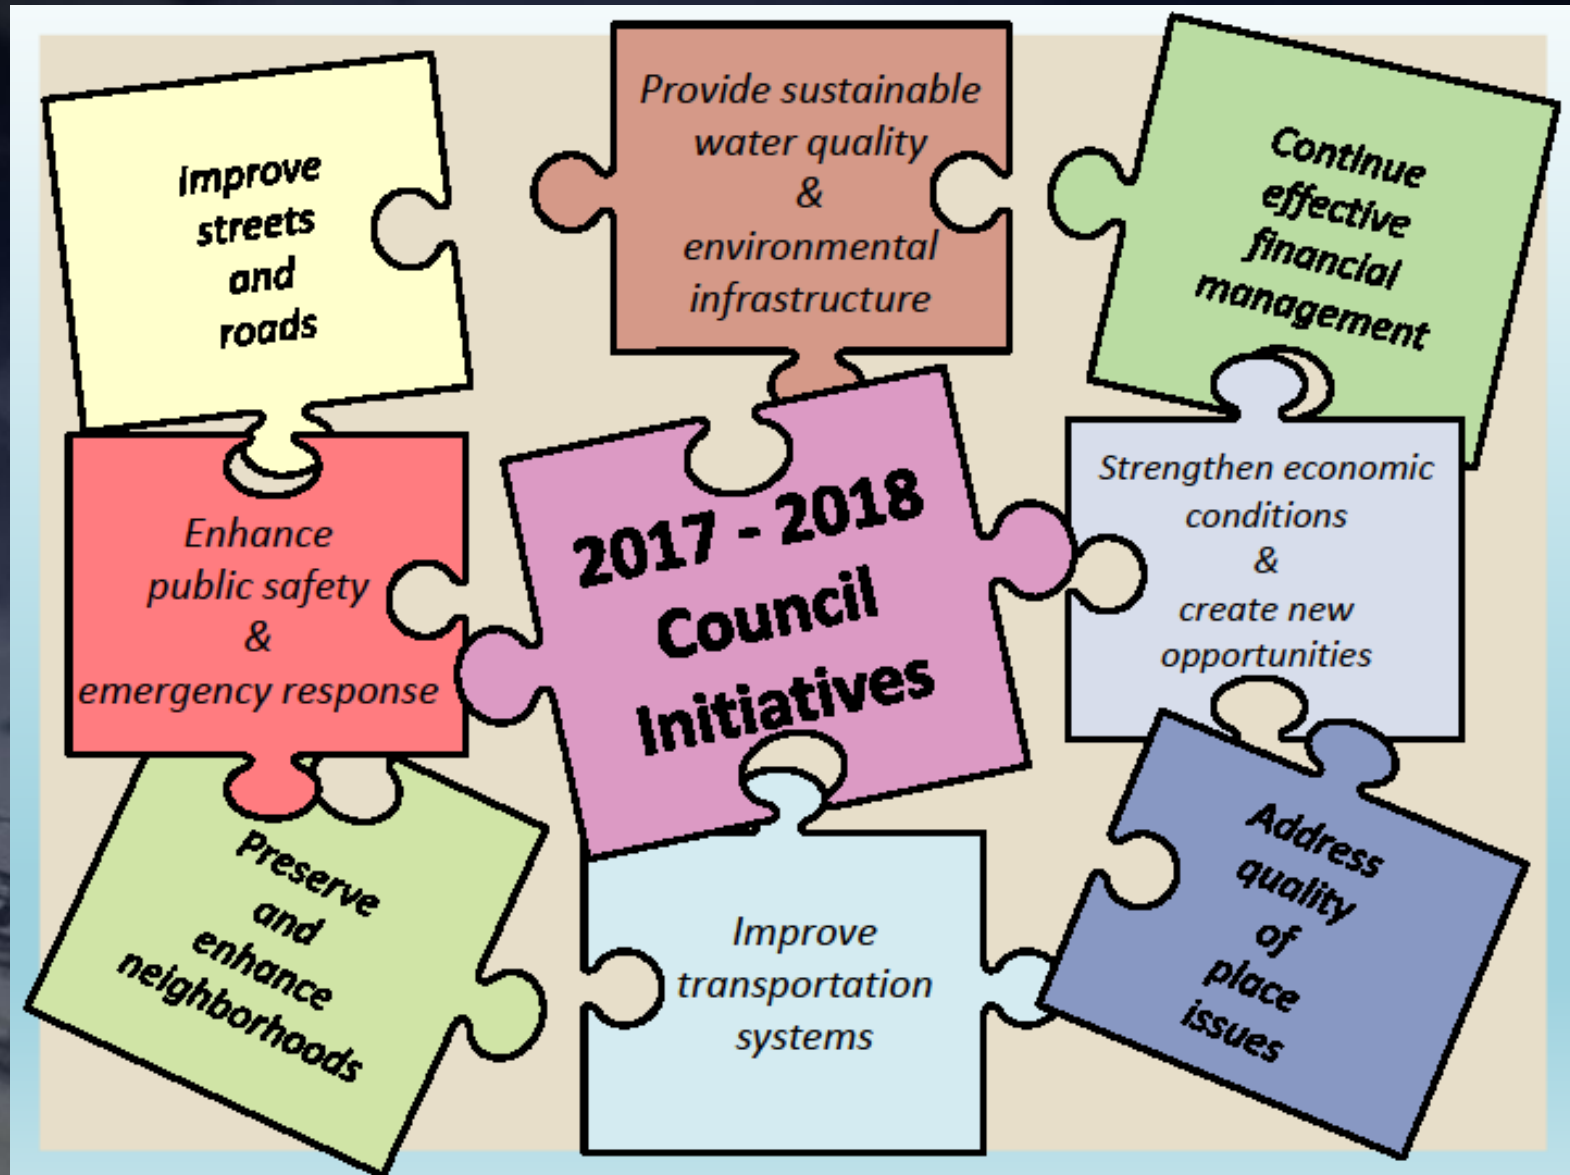 improve
streets
and
roads
Provide sustainable
water quality
&
environmental
infrastructure
Continue
effective
financial
management
Enhance
public safety
&
emergency response
2017 - 2018
Council
Initiatives
Strengthen economic
conditions
&
create new
opportunities
Preserve
and
enhance
neighborhoods
Improve
transportation
systems
Address
quality
of
place
issues